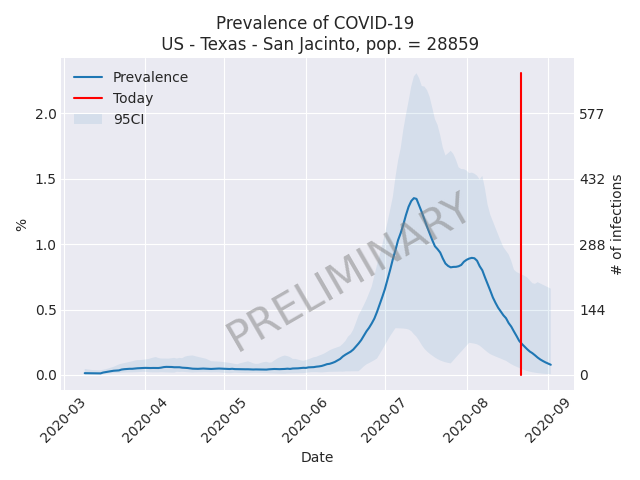 Prevalence of COVID-19
US - Texas - San Jacinto, pop. = 28859
Prevalence
Today
95CI
2.0
1.5
1.0
0.5
0.0
%
577
432
288
144
0
# of infections
PRELIMINARY
2020-03
2020-04
2020-05
2020-06
2020-07
2020-08
2020-09
Date